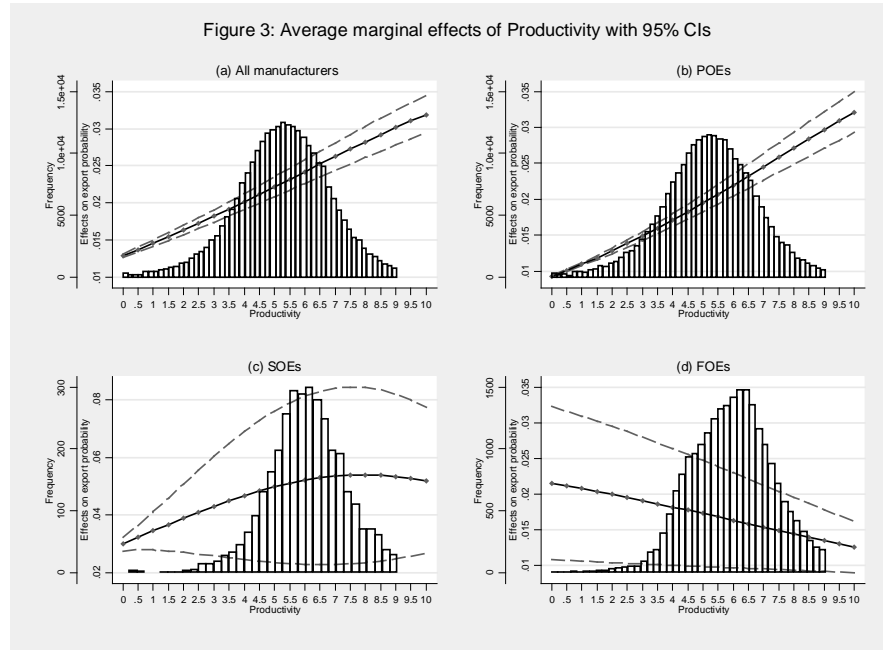 Figure 3: Average marginal effects of Productivity with 95% CIs
(a) All manufacturers
Frequency
0 5000 1.0e+04 1.5e+04
Effects on export probability
.01 .015 .02 .025 .03 .035
0 .5 1 1.5 2 2.5 3 3.5 4 4.5 5 5.5 6 6.5 7 7.5 8 8.5 9 9.5 10
Productivity
(b) POEs
Frequency
0 5000 1.0e+04 1.5e+04
Effects on export probability
.01 .015 .02 .025 .03 .035
0 .5 1 1.5 2 2.5 3 3.5 4 4.5 5 5.5 6 6.5 7 7.5 8 8.5 9 9.5 10
Productivity
(c) SOEs
Frequency
0 100 200 300
Effects on export probability
.02 .04 .06 .08
0 .5 1 1.5 2 2.5 3 3.5 4 4.5 5 5.5 6 6.5 7 7.5 8 8.5 9 9.5 10
Productivity
(d) FOEs
Frequency
0 500 1000 1500
Effects on export probability
.01 .015 .02 .025 .03 .035
0 .5 1 1.5 2 2.5 3 3.5 4 4.5 5 5.5 6 6.5 7 7.5 8 8.5 9 9.5 10
Productivity